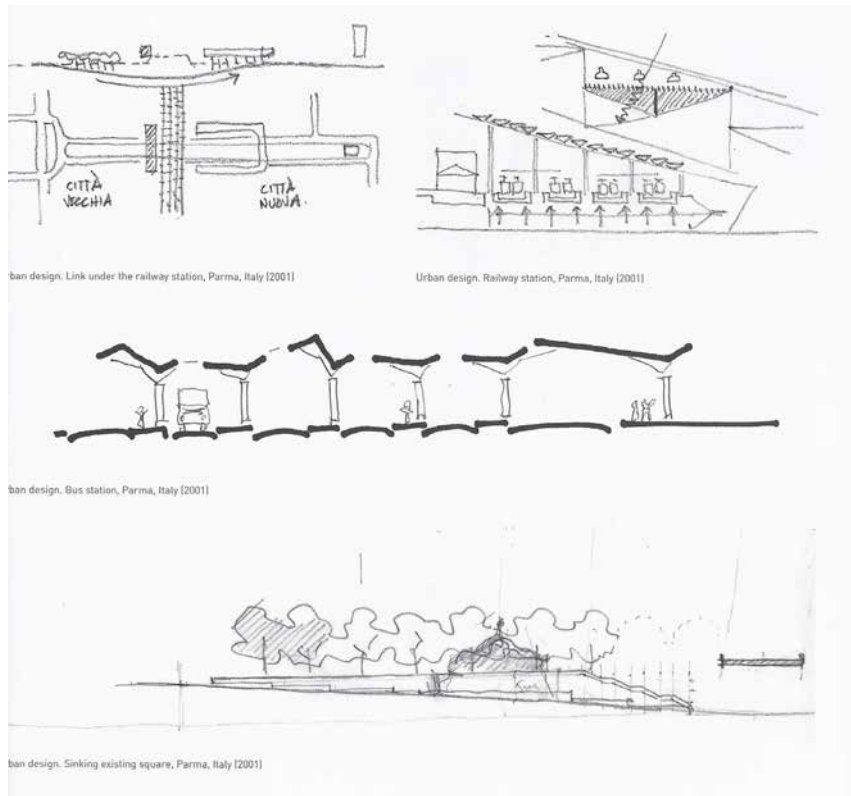 CITTÀ
VECCHIA
CITTÀ
NUOVA.
rban design. Link under the railway station, Parma, Italy (2001)
Urban design. Railway station, Parma, Italy (2001)
rban design. Bus station, Parma, Italy (2001)
ban design. Sinking existing square, Parma, Italy (2001)